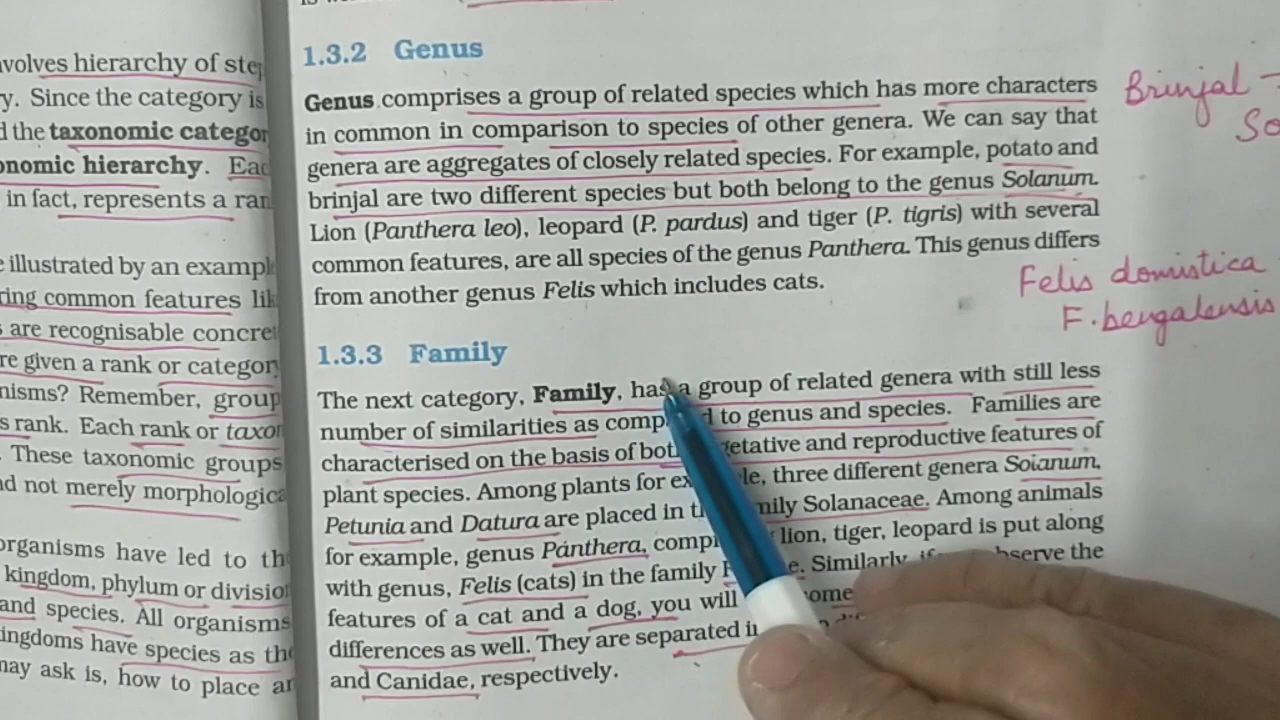 volves hierarchy of step
y. Since the category is
d the taxonomic categor
onomic hierarchy. Eac
in fact, represents a ran
e illustrated by an exampl
ring common features lik
s are recognisable concre
re given a rank or categor
nisms? Remember, group
s rank. Each rank or taxon
. These taxonomic groups
nd not merely morphologica
organisms have led to th
kingdom, phylum or divisio
and species. All organisms
ingdoms have species as the
may ask is, how to place an
1.3.2 Genus
Genus comprises a group of related species which has more characters
in common in comparison to species of other genera. We can say that
genera are aggregates of closely related species. For example, potato and
brinjal are two different species but both belong to the genus Solanum.
Lion (Panthera leo), leopard (P. pardus) and tiger (P. tigris) with several
common features, are all species of the genus Panthera. This genus differs
from another genus Felis which includes cats.
1.3.3 Family
The next category, Family, has a group of related genera with still less
number of similarities as comp d to genus and species. Families are
characterised on the basis of bot getative and reproductive features of
plant species. Among plants for ex le, three different genera Solanum,
Petunia and Datura are placed in t mily Solanaceae. Among animals
for example, genus Panthera, comp lion, tiger, leopard is put along
with genus, Felis (cats) in the family F e. Similarly, if bserve the
features of a cat and a dog, you will ome
differences as well. They are separated i
and Canidae, respectively.
Brinjal -
So
Felis domistica
F. bengalensis